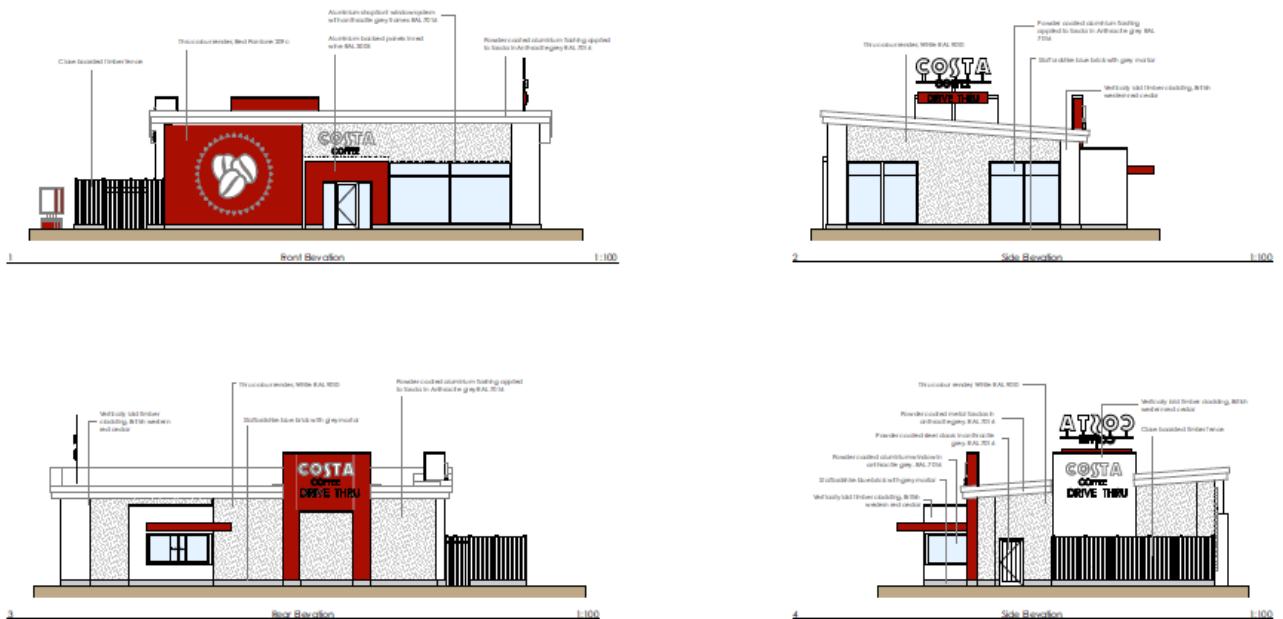 Aluminium shopfront window system
with anthracite grey frames RAL 7016
Thru colour render, Red Pantone
Aluminium backed panels finished
Powder coated aluminium flashing applied
to fascia in Anthracite grey RAL 7016
Close boarded timber fence
COSTA
COFFEE
1
Front Elevation
1:100
Powder coated aluminium flashing
applied to fascia in Anthracite grey RAL
7016
Thru colour render, White RAL
Staffordshire blue brick with grey mortar
Vertically laid timber cladding, British
western red cedar
COSTA
COFFEE
DRIVE THRU
2
Side Elevation
1:100
Thru colour render, White RAL
Powder coated aluminium flashing applied
to fascia in Anthracite grey RAL 7016
Vertically laid timber
cladding, British western
red cedar
Staffordshire blue brick with grey mortar
COSTA
COFFEE
DRIVE THRU
3
Rear Elevation
1:100
Thru colour render, White RAL
Powder coated metal fascias in
anthracite grey, RAL 7016
Powder coated steel doors in anthracite
grey, RAL 7016
Powder coated aluminium window in
anthracite grey, RAL 7016
Staffordshire blue brick with grey mortar
Vertically laid timber cladding, British
western red cedar
Vertically laid timber cladding, British
western red cedar
Close boarded timber fence
COSTA
COFFEE
COSTA
COFFEE
DRIVE THRU
4
Side Elevation
1:100